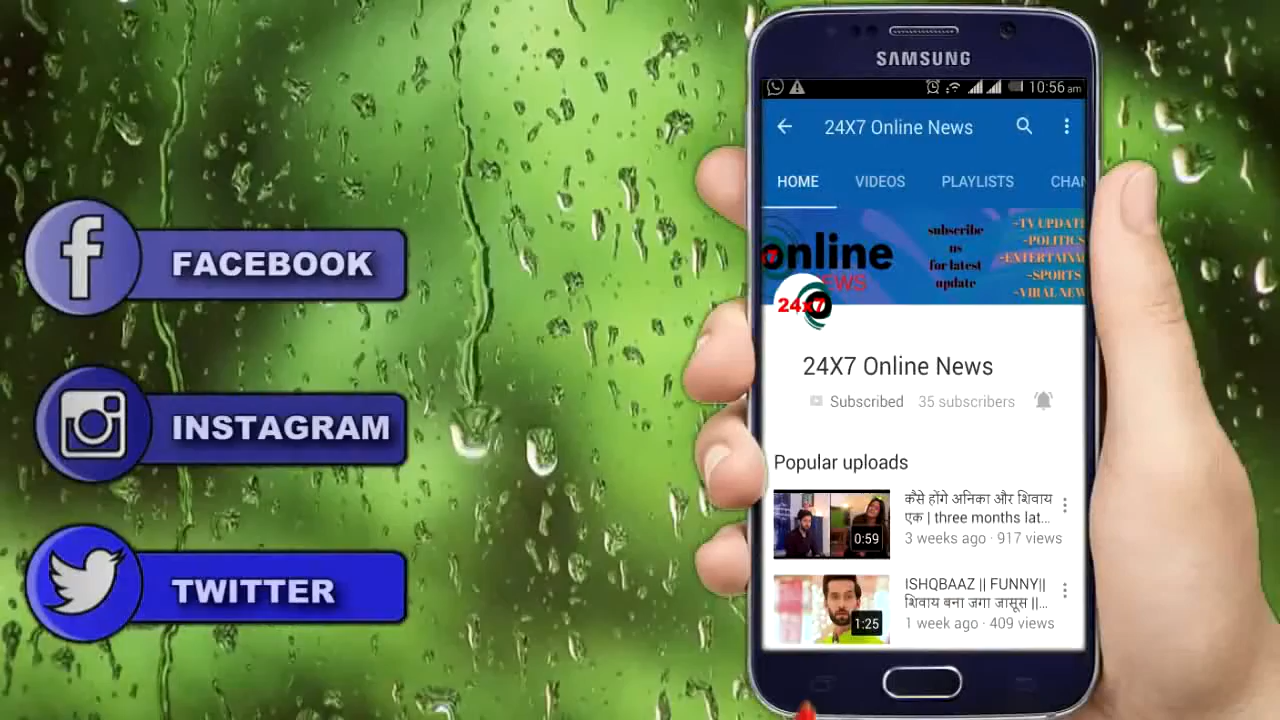 FACEBOOK
INSTAGRAM
TWITTER
SAMSUNG
10:56 am
24X7 Online News
HOME VIDEOS PLAYLISTS CHAN
online
NEWS
subscribe
us
for latest
update
-TV UPDATE
-POLITICS
-ENTERTAINM
-SPORTS
-VIRAL NEW
24x7
24X7 Online News
Subscribed 35 subscribers
Popular uploads
कैसे होंगे अनिका और शिवाय
एक | three months lat...
3 weeks ago · 917 views
0:59
ISHQBAAZ || FUNNY||
शिवाय बना जगा जासूस ||...
1 week ago · 409 views
1:25